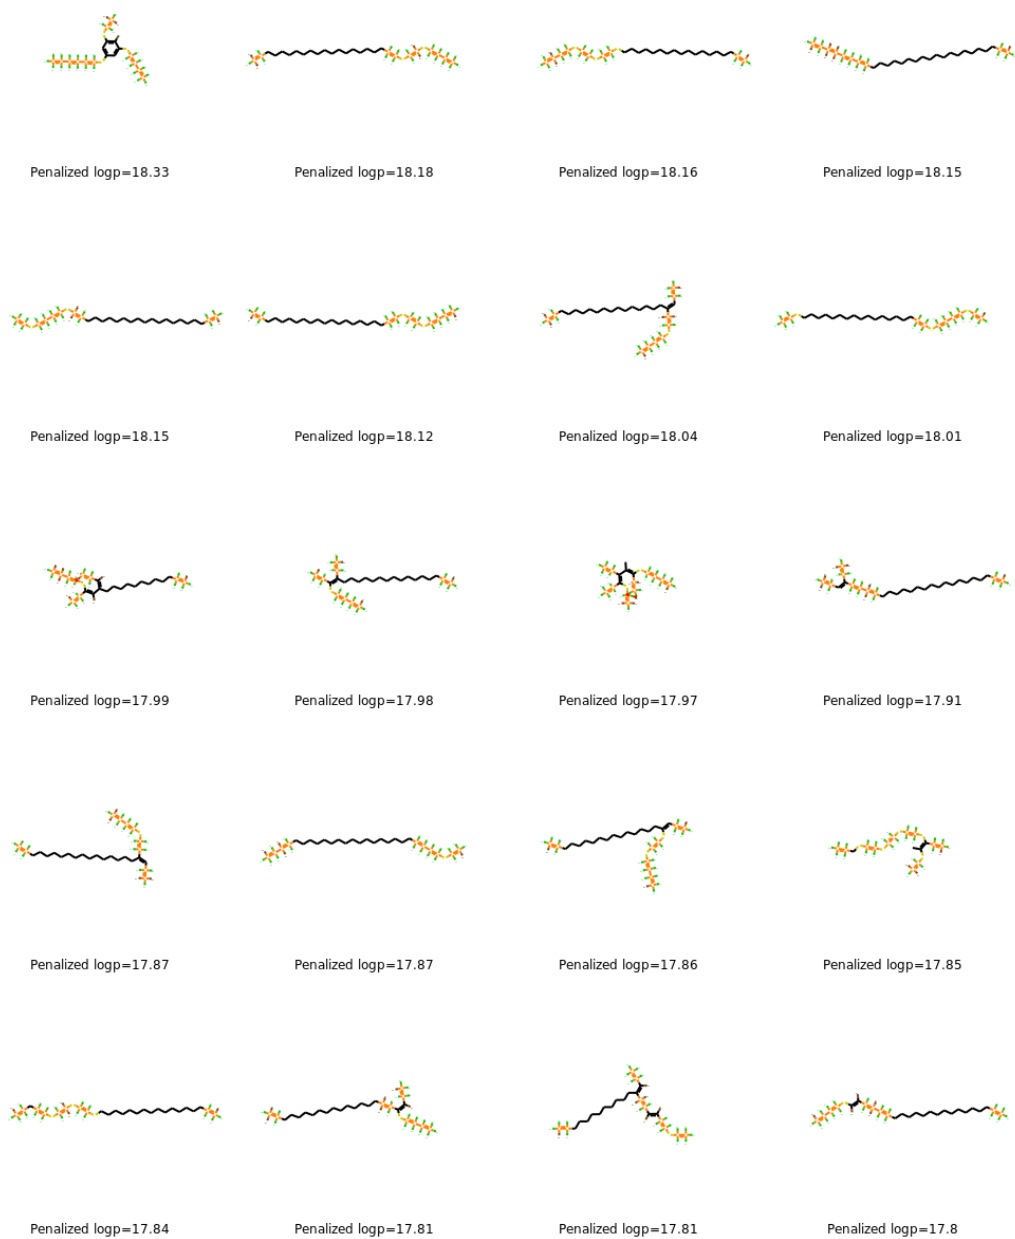 Penalized logp=18.33
Penalized logp=18.18
Penalized logp=18.16
Penalized logp=18.15
Penalized logp=18.15
Penalized logp=18.12
Penalized logp=18.04
Penalized logp=18.01
Penalized logp=17.99
Penalized logp=17.98
Penalized logp=17.97
Penalized logp=17.91
Penalized logp=17.87
Penalized logp=17.87
Penalized logp=17.86
Penalized logp=17.85
Penalized logp=17.84
Penalized logp=17.81
Penalized logp=17.81
Penalized logp=17.8